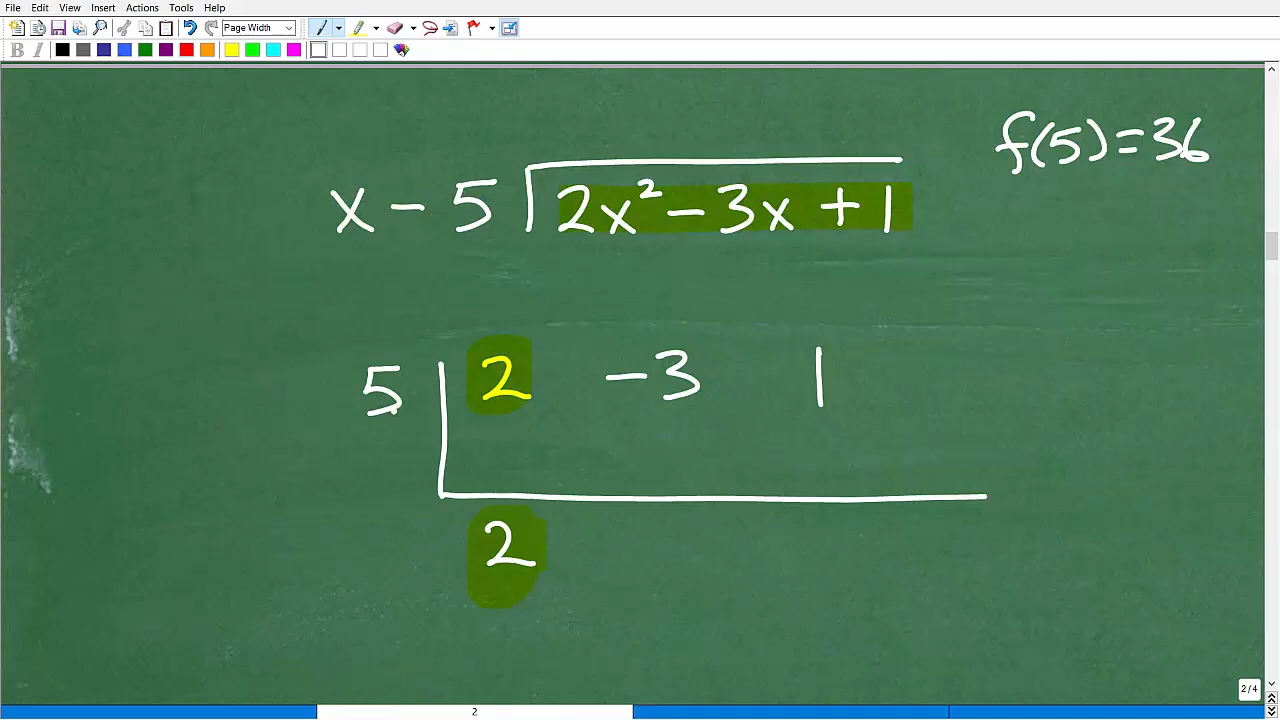 File Edit View Insert Actions Tools Help
Page Width
B I
f(5)=36
x - 5 2x² - 3x + 1
5 2 -3 1
2
2/4
2